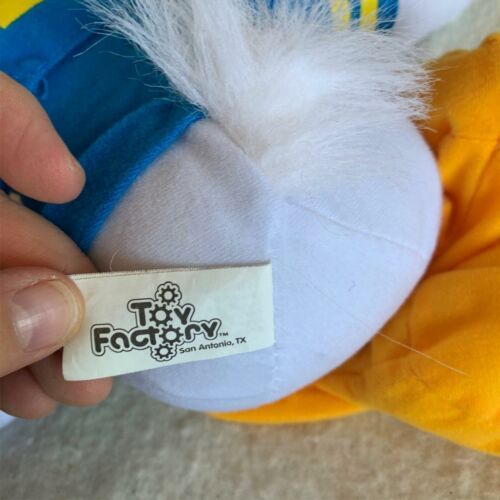 Toy
Factory™
San Antonio, TX